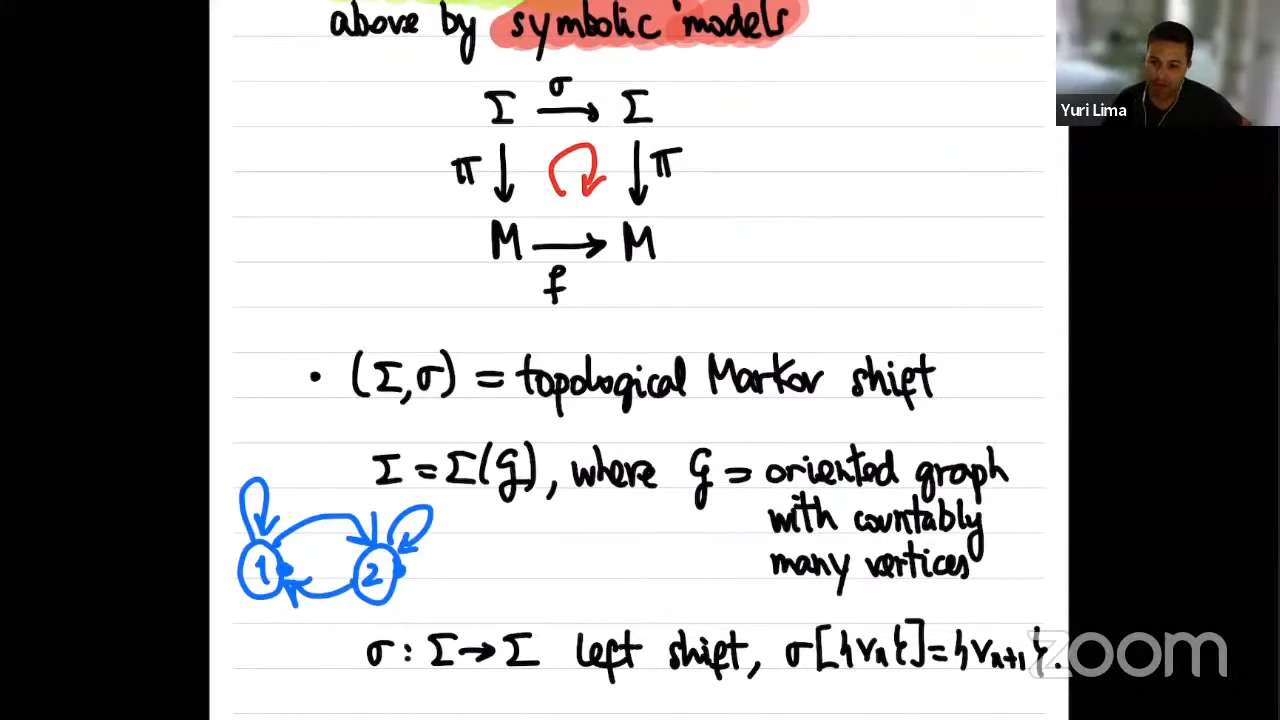 above by symbolic models
Yuri Lima
Σ σ→ Σ
π ↓ ↓ π
M → M
f
• (Σ,σ) = topological Markov shift
Σ = Σ(G), where G = oriented graph
with countably
many vertices
1 2
σ : Σ → Σ left shift, σ[{vₙ}] = {vₙ₊₁}.
zoom